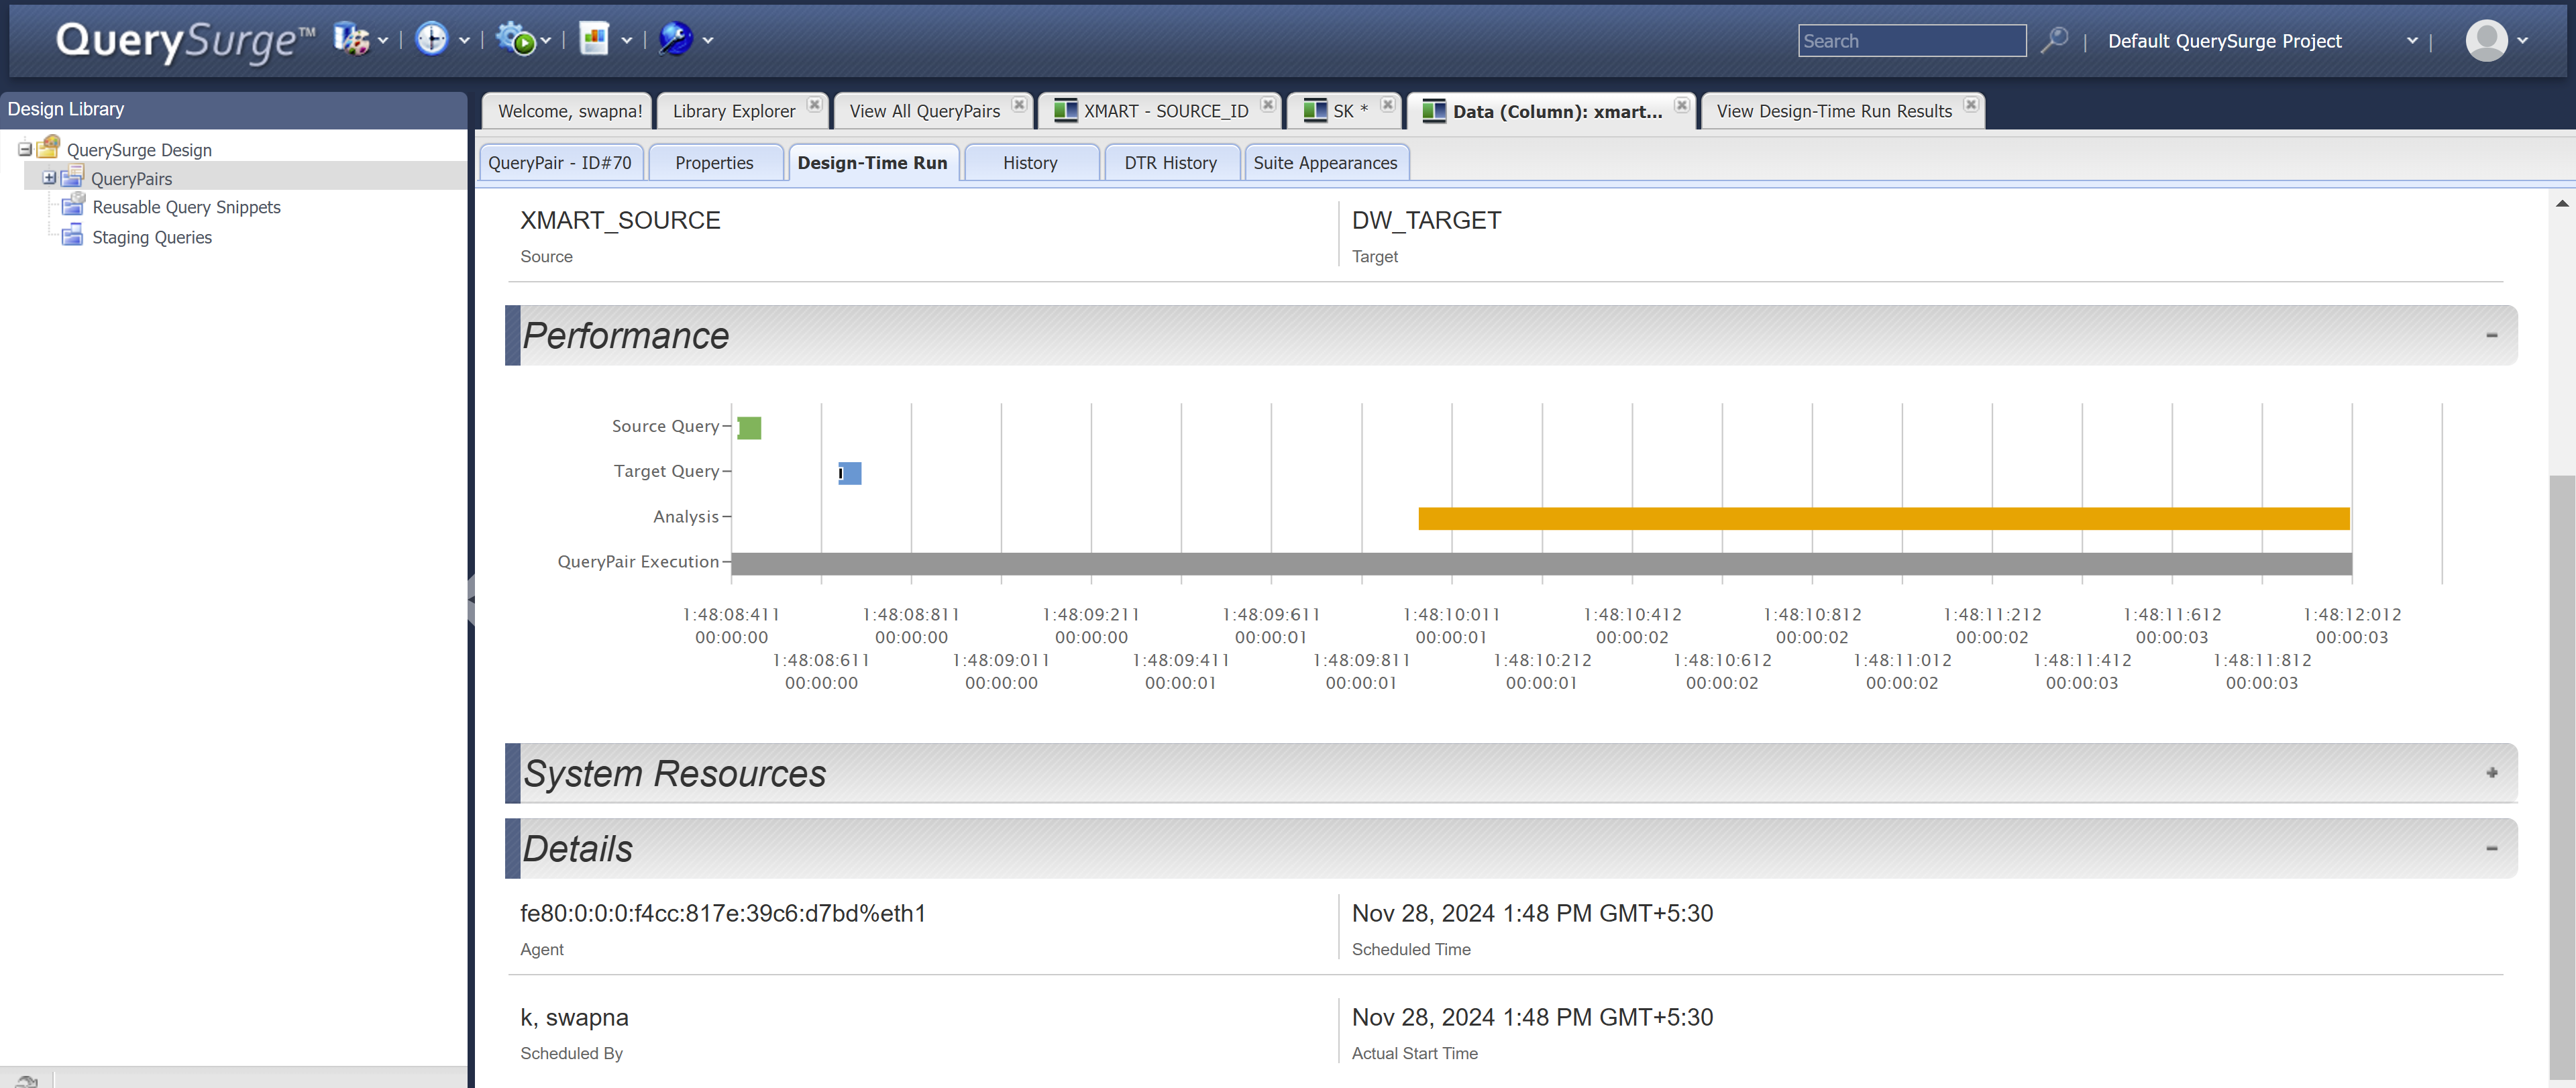 QuerySurge™
Search
Default QuerySurge Project
Design Library
QuerySurge Design
QueryPairs
Reusable Query Snippets
Staging Queries
Welcome, swapna!
Library Explorer
View All QueryPairs
XMART - SOURCE_ID
SK *
Data (Column): xmart...
View Design-Time Run Results
QueryPair - ID#70
Properties
Design-Time Run
History
DTR History
Suite Appearances
XMART_SOURCE
Source
DW_TARGET
Target
Performance
Source Query
Target Query
Analysis
QueryPair Execution
1:48:08:411 1:48:08:811 1:48:09:211 1:48:09:611 1:48:10:011 1:48:10:412 1:48:10:812 1:48:11:212 1:48:11:612 1:48:12:012
00:00:00 00:00:00 00:00:00 00:00:01 00:00:01 00:00:02 00:00:02 00:00:02 00:00:03 00:00:03
1:48:08:611 1:48:09:011 1:48:09:411 1:48:09:811 1:48:10:212 1:48:10:612 1:48:11:012 1:48:11:412 1:48:11:812
00:00:00 00:00:00 00:00:01 00:00:01 00:00:01 00:00:02 00:00:02 00:00:03 00:00:03
System Resources
Details
fe80:0:0:0:f4cc:817e:39c6:d7bd%eth1
Agent
Nov 28, 2024 1:48 PM GMT+5:30
Scheduled Time
k, swapna
Scheduled By
Nov 28, 2024 1:48 PM GMT+5:30
Actual Start Time